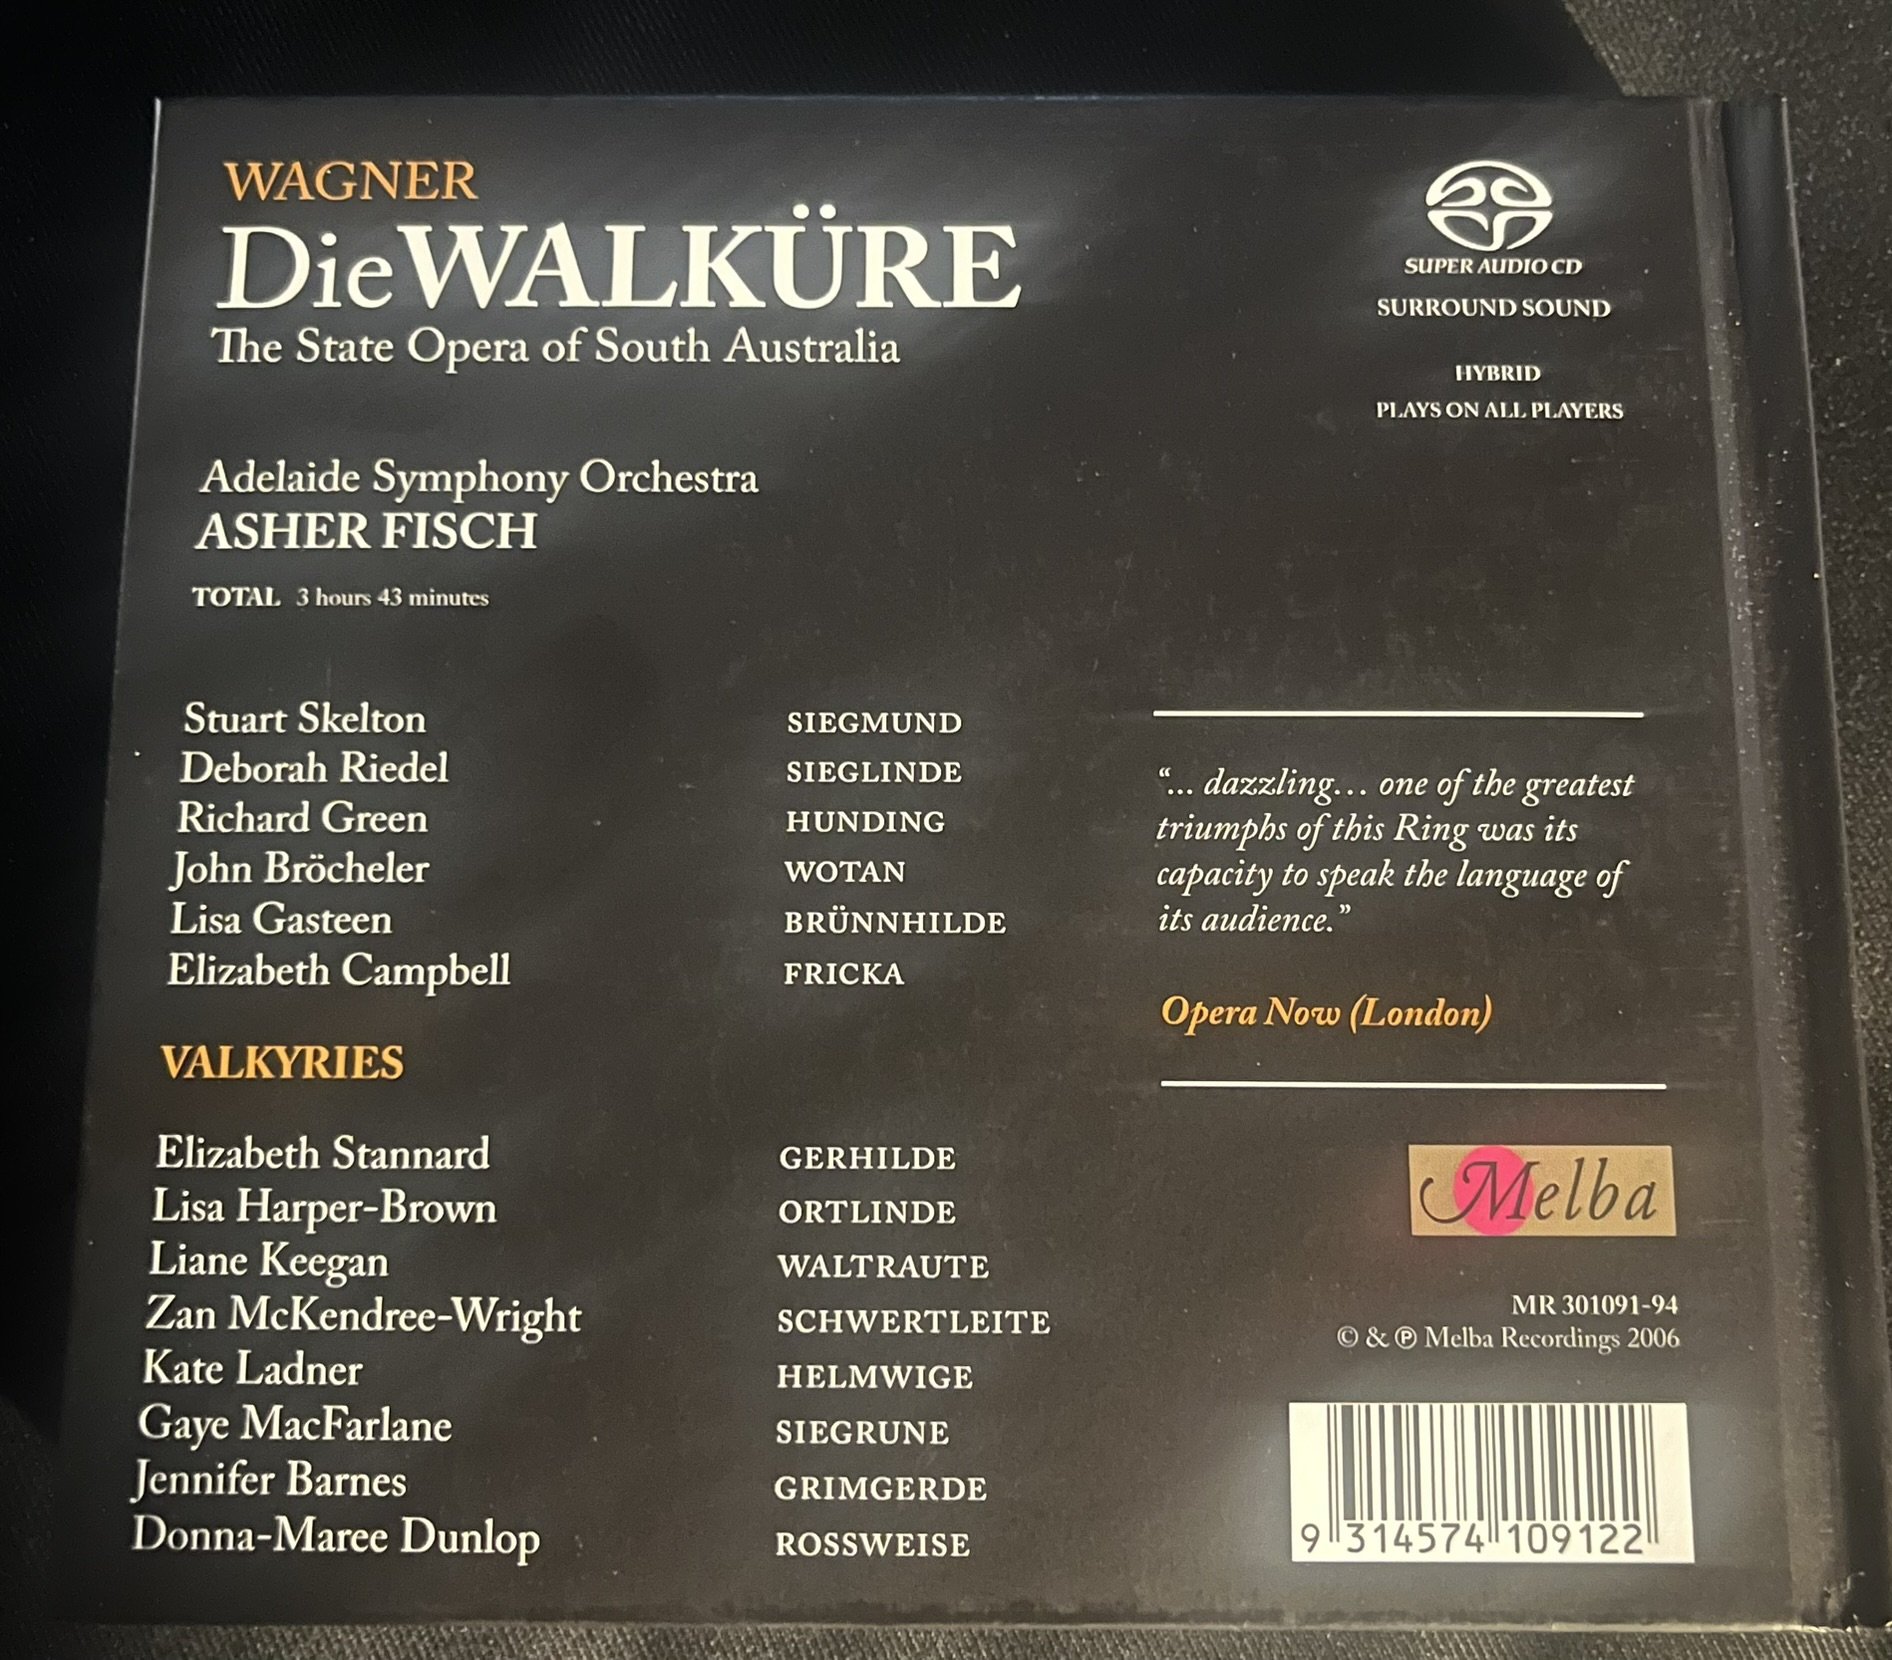 WAGNER
Die WALKÜRE
The State Opera of South Australia
SUPER AUDIO CD
SURROUND SOUND
HYBRID
PLAYS ON ALL PLAYERS
Adelaide Symphony Orchestra
ASHER FISCH
TOTAL 3 hours 43 minutes
Stuart Skelton SIEGMUND
Deborah Riedel SIEGLINDE
Richard Green HUNDING
John Bröcheler WOTAN
Lisa Gasteen BRÜNNHILDE
Elizabeth Campbell FRICKA
VALKYRIES
Elizabeth Stannard GERHILDE
Lisa Harper-Brown ORTLINDE
Liane Keegan WALTRAUTE
Zan McKendree-Wright SCHWERTLEITE
Kate Ladner HELMWIGE
Gaye MacFarlane SIEGRUNE
Jennifer Barnes GRIMGERDE
Donna-Maree Dunlop ROSSWEISE
“... dazzling... one of the greatest
triumphs of this Ring was its
capacity to speak the language of
its audience.”
Opera Now (London)
Melba
MR 301091-94
© & ℗ Melba Recordings 2006
9 314574 109122